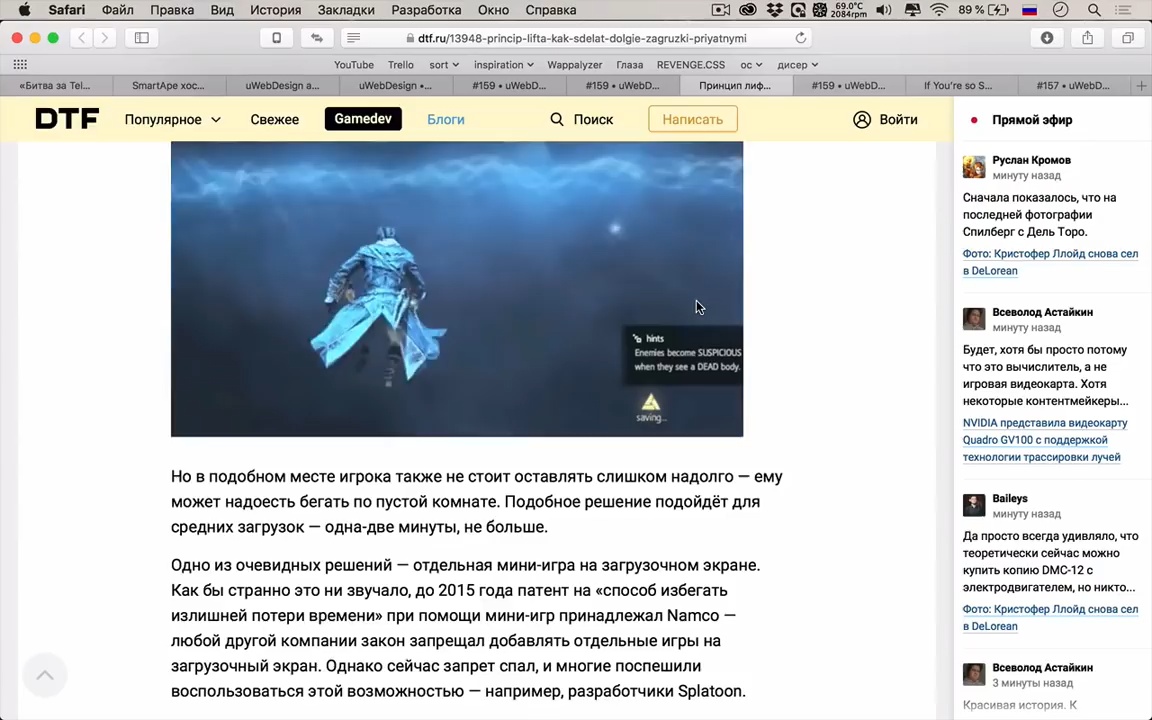 Safari Файл Правка Вид История Закладки Разработка Окно Справка 69.0°C 2084rpm 89 %
dtf.ru/13948-princip-lifta-kak-sdelat-dolgie-zagruzki-priyatnymi
YouTube Trello sort inspiration Wappalyzer Глаза REVENGE.CSS ос дисер
«Битва за Tel... SmartApe хос... uWebDesign a... uWebDesign •... #159 • uWebD... #159 • uWebD... Принцип лиф... #159 • uWebD... If You're so S... #157 • uWebD...
DTF Популярное Свежее Gamedev Блоги Поиск Написать Войти
hints
Enemies become SUSPICIOUS
when they see a DEAD body.
saving...
Но в подобном месте игрока также не стоит оставлять слишком надолго — ему
может надоесть бегать по пустой комнате. Подобное решение подойдёт для
средних загрузок — одна-две минуты, не больше.
Одно из очевидных решений — отдельная мини-игра на загрузочном экране.
Как бы странно это ни звучало, до 2015 года патент на «способ избегать
излишней потери времени» при помощи мини-игр принадлежал Namco —
любой другой компании закон запрещал добавлять отдельные игры на
загрузочный экран. Однако сейчас запрет спал, и многие поспешили
воспользоваться этой возможностью — например, разработчики Splatoon.
Прямой эфир
Руслан Кромов
минуту назад
Сначала показалось, что на
последней фотографии
Спилберг с Дель Торо.
Фото: Кристофер Ллойд снова сел
в DeLorean
Всеволод Астайкин
минуту назад
Будет, хотя бы просто потому
что это вычислитель, а не
игровая видеокарта. Хотя
некоторые контентмейкеры...
NVIDIA представила видеокарту
Quadro GV100 с поддержкой
технологии трассировки лучей
Baileys
минуту назад
Да просто всегда удивляло, что
теоретически сейчас можно
купить копию DMC-12 с
электродвигателем, но никто...
Фото: Кристофер Ллойд снова сел
в DeLorean
Всеволод Астайкин
3 минуты назад
Красивая история. К